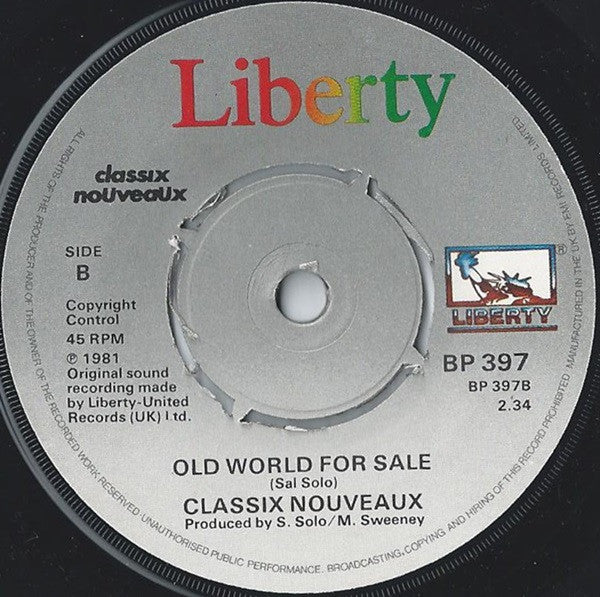 Liberty
classix
nouveaux
SIDE
B
Copyright
Control
45 RPM
℗ 1981
Original sound
recording made
by Liberty-United
Records (UK) Ltd.
®
LIBERTY
BP 397
BP 397B
2.34
OLD WORLD FOR SALE
(Sal Solo)
CLASSIX NOUVEAUX
Produced by S. Solo/M. Sweeney
ALL RIGHTS OF THE PRODUCER AND OF THE OWNER OF THE RECORDED WORK RESERVED·UNAUTHORISED PUBLIC PERFORMANCE, BROADCASTING, COPYING AND HIRING OF THIS RECORD PROHIBITED MANUFACTURED IN THE UK BY EMI RECORDS LIMITED